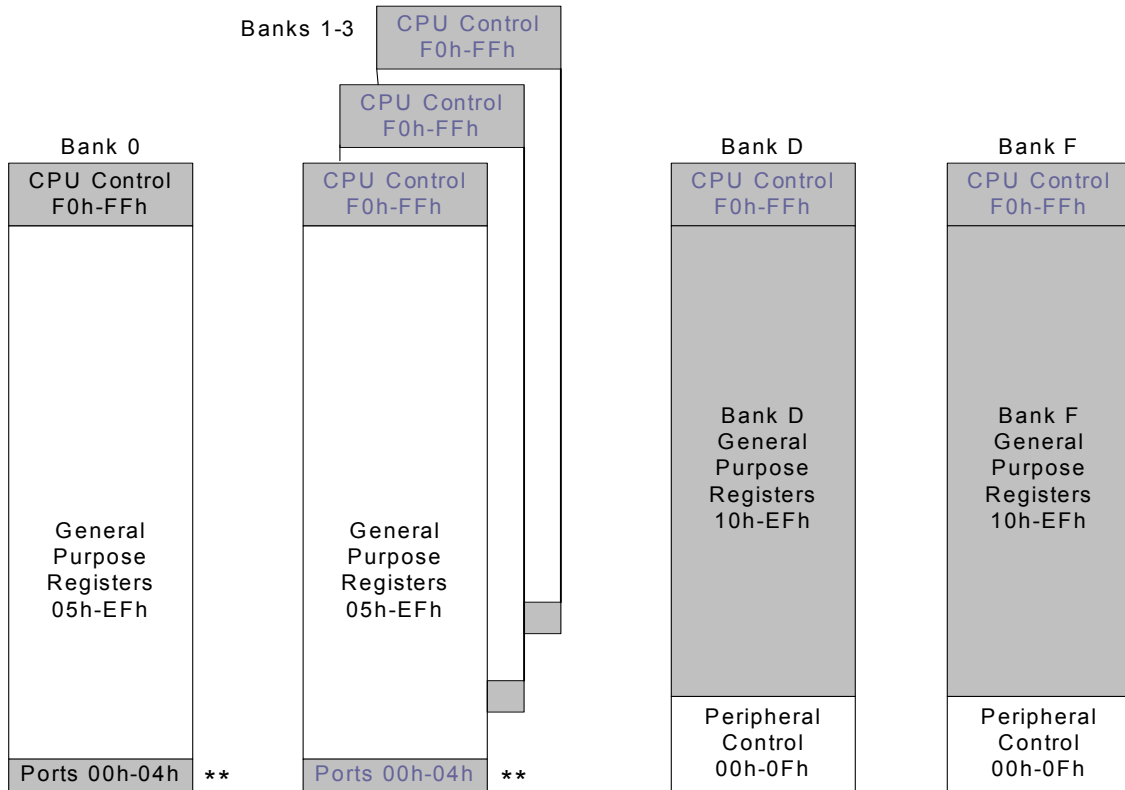 Banks 1-3
CPU Control
F0h-FFh
CPU Control
F0h-FFh
Bank 0
CPU Control
F0h-FFh
General
Purpose
Registers
05h-EFh
Ports 00h-04h **
CPU Control
F0h-FFh
General
Purpose
Registers
05h-EFh
Ports 00h-04h **
Bank D
CPU Control
F0h-FFh
Bank D
General
Purpose
Registers
10h-EFh
Peripheral
Control
00h-0Fh
Bank F
CPU Control
F0h-FFh
Bank F
General
Purpose
Registers
10h-EFh
Peripheral
Control
00h-0Fh